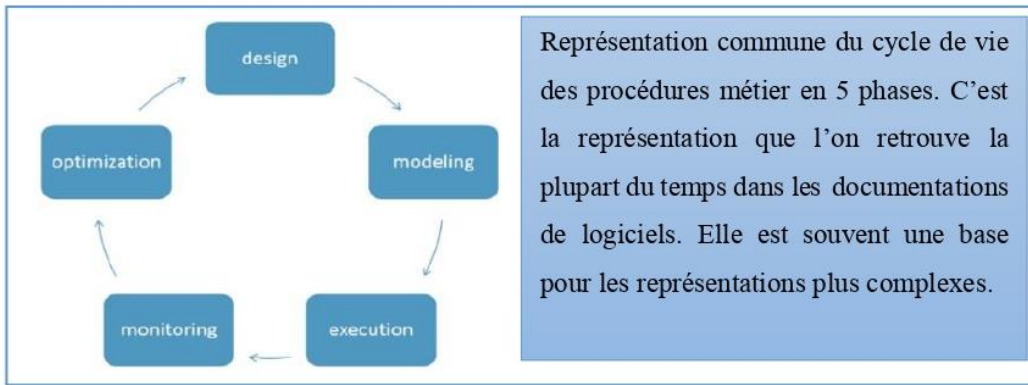 design
modeling
execution
monitoring
optimization
Représentation commune du cycle de vie
des procédures métier en 5 phases. C’est
la représentation que l’on retrouve la
plupart du temps dans les documentations
de logiciels. Elle est souvent une base
pour les représentations plus complexes.